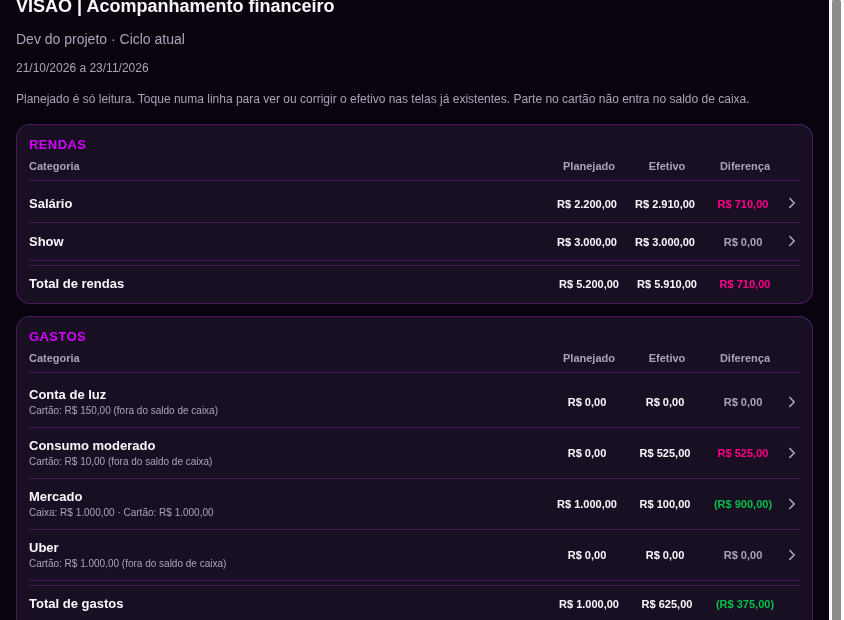 VISÃO | Acompanhamento financeiro
Dev do projeto · Ciclo atual
21/10/2026 a 23/11/2026
Planejado é só leitura. Toque numa linha para ver ou corrigir o efetivo nas telas já existentes. Parte no cartão não entra no saldo de caixa.
RENDAS
Categoria Planejado Efetivo Diferença
Salário R$ 2.200,00 R$ 2.910,00 R$ 710,00
Show R$ 3.000,00 R$ 3.000,00 R$ 0,00
Total de rendas R$ 5.200,00 R$ 5.910,00 R$ 710,00
GASTOS
Categoria Planejado Efetivo Diferença
Conta de luz R$ 0,00 R$ 0,00 R$ 0,00
Cartão: R$ 150,00 (fora do saldo de caixa)
Consumo moderado R$ 0,00 R$ 525,00 R$ 525,00
Cartão: R$ 10,00 (fora do saldo de caixa)
Mercado R$ 1.000,00 R$ 100,00 (R$ 900,00)
Caixa: R$ 1.000,00 · Cartão: R$ 1.000,00
Uber R$ 0,00 R$ 0,00 R$ 0,00
Cartão: R$ 1.000,00 (fora do saldo de caixa)
Total de gastos R$ 1.000,00 R$ 625,00 (R$ 375,00)